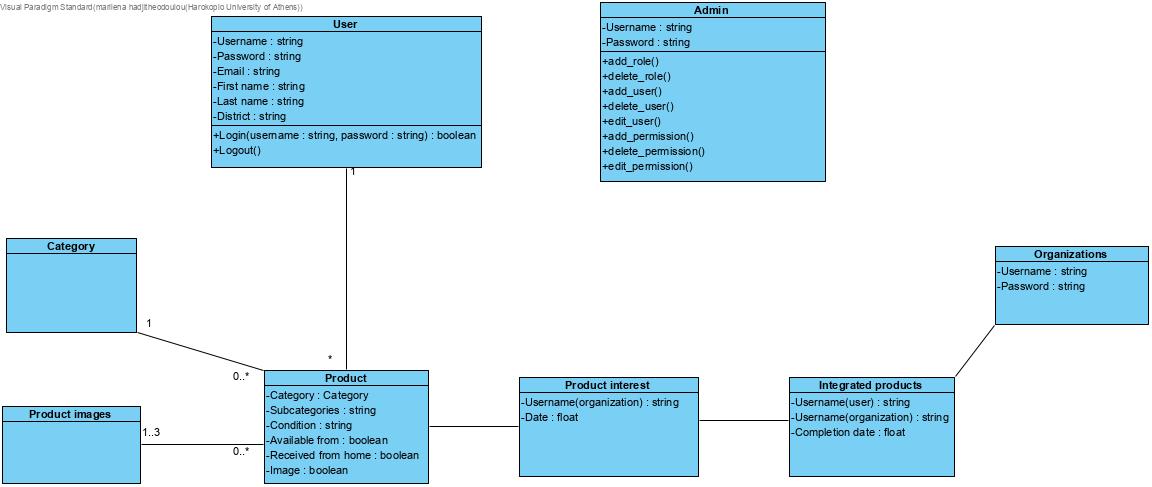 Visual Paradigm Standard(marilena hadjitheodoulou(Harokopio University of Athens))
User
-Username : string
-Password : string
-Email : string
-First name : string
-Last name : string
-District : string
+Login(username : string, password : string) : boolean
+Logout()
1
Admin
-Username : string
-Password : string
+add_role()
+delete_role()
+add_user()
+delete_user()
+edit_user()
+add_permission()
+delete_permission()
+edit_permission()
Category
1
Organizations
-Username : string
-Password : string
*
0..*
Product
-Category : Category
-Subcategories : string
-Condition : string
-Available from : boolean
-Received from home : boolean
-Image : boolean
Product images
1..3
0..*
Product interest
-Username(organization) : string
-Date : float
Integrated products
-Username(user) : string
-Username(organization) : string
-Completion date : float